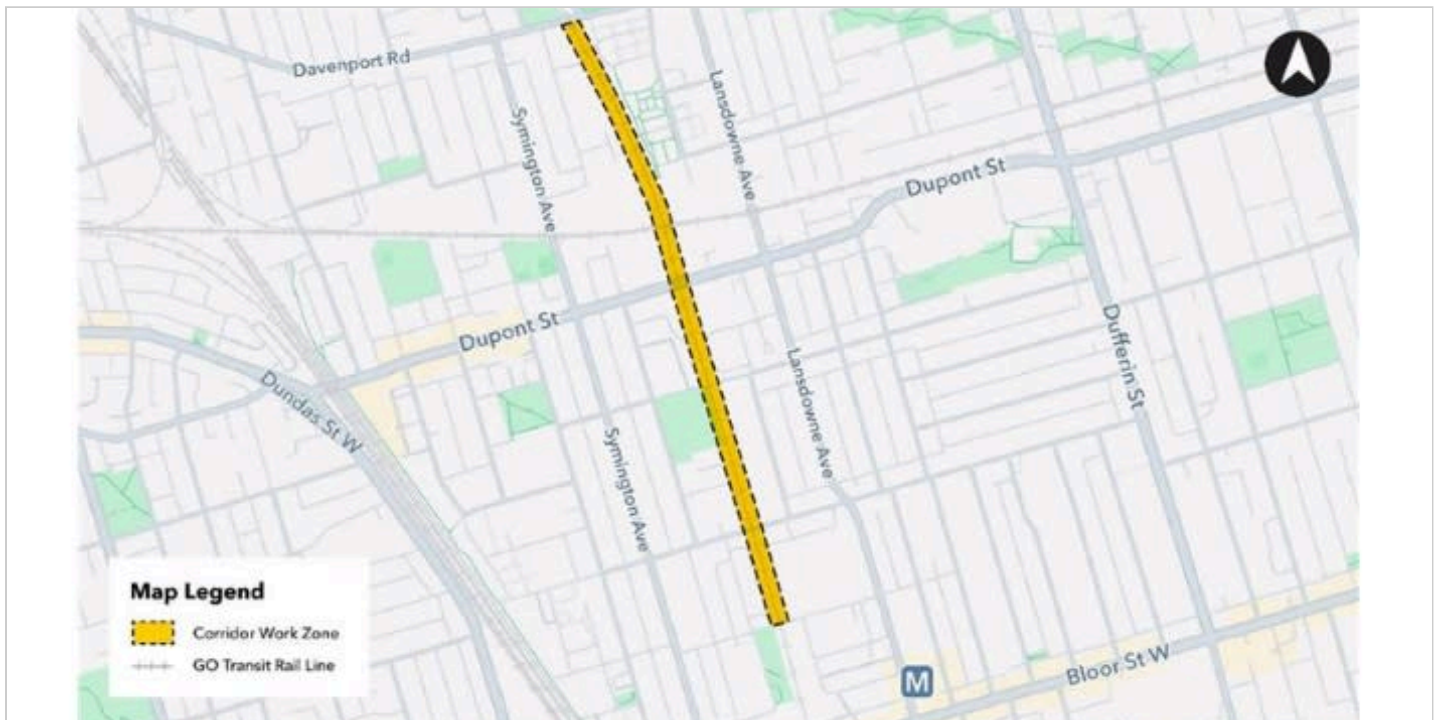 Davenport Rd
Lansdowne Ave
Symington Ave
Dupont St
Dupont St
Dufferin St
Dundas St W
Lansdowne Ave
Symington Ave
Map Legend
Corridor Work Zone
GO Transit Rail Line
Bloor St W
M